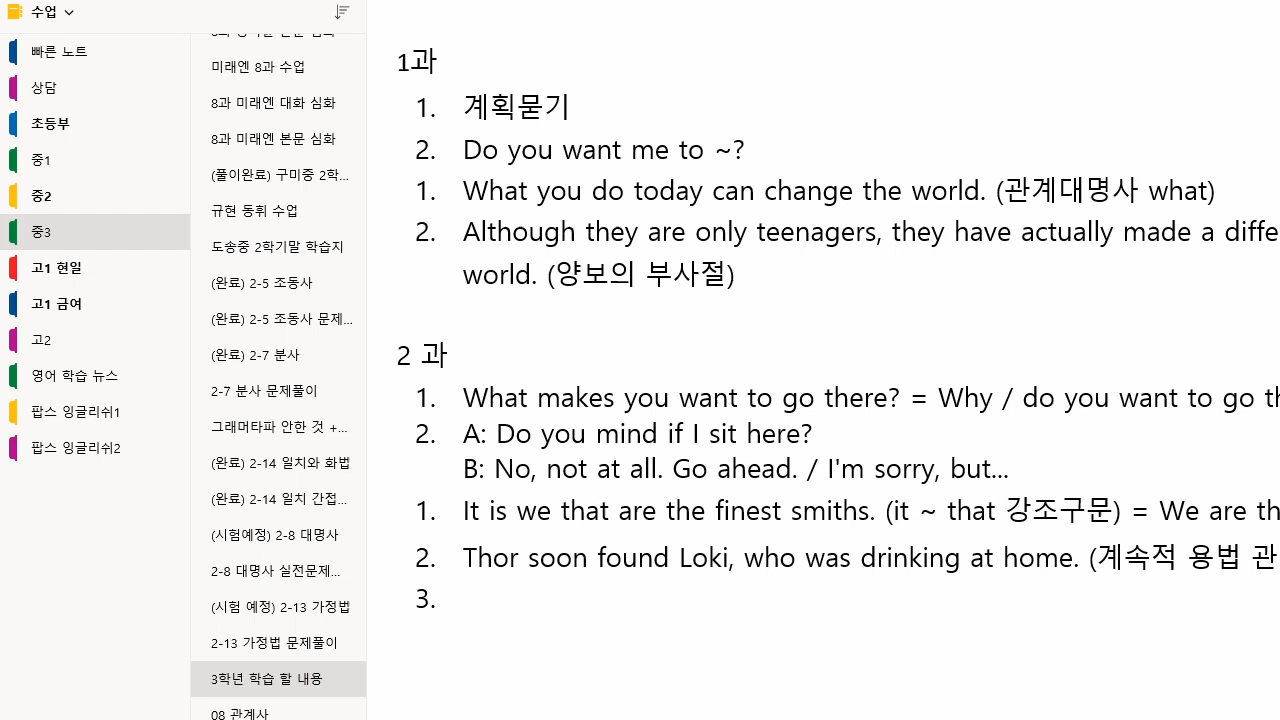 수업
빠른 노트
상담
초등부
중1
중2
중3
고1 현일
고1 금여
고2
영어 학습 뉴스
팝스 잉글리쉬1
팝스 잉글리쉬2
미래엔 8과 수업
8과 미래엔 대화 심화
8과 미래엔 본문 심화
(풀이완료) 구미중 2학...
규현 동휘 수업
도송중 2학기말 학습지
(완료) 2-5 조동사
(완료) 2-5 조동사 문제...
(완료) 2-7 분사
2-7 분사 문제풀이
그래머타파 안한 것 +...
(완료) 2-14 일치와 화법
(완료) 2-14 일치 간접...
(시험예정) 2-8 대명사
2-8 대명사 실전문제...
(시험 예정) 2-13 가정법
2-13 가정법 문제풀이
3학년 학습 할 내용
08 관계사
1과
1. 계획묻기
2. Do you want me to ~?
1. What you do today can change the world. (관계대명사 what)
2. Although they are only teenagers, they have actually made a diffe
world. (양보의 부사절)
2 과
1. What makes you want to go there? = Why / do you want to go th
2. A: Do you mind if I sit here?
B: No, not at all. Go ahead. / I'm sorry, but...
1. It is we that are the finest smiths. (it ~ that 강조구문) = We are th
2. Thor soon found Loki, who was drinking at home. (계속적 용법 관
3.